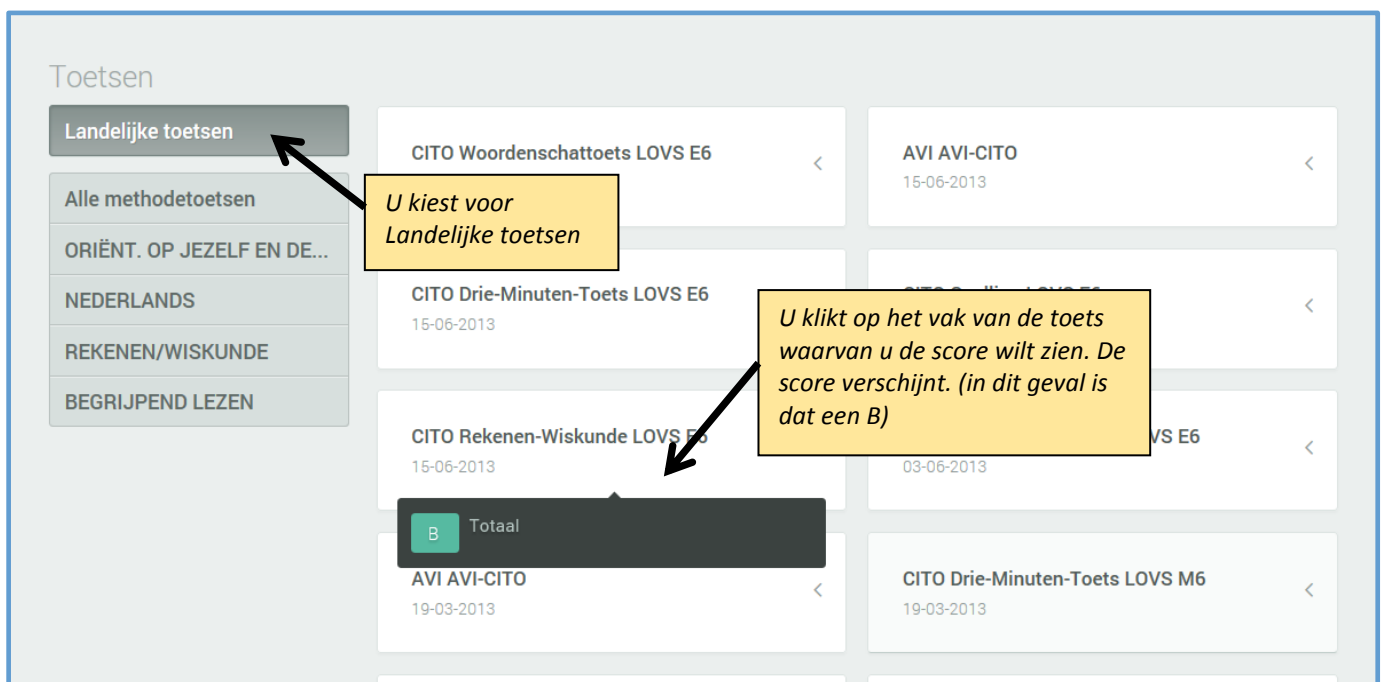 Toetsen
Landelijke toetsen
Alle methodetoetsen
ORIËNT. OP JEZELF EN DE...
NEDERLANDS
REKENEN/WISKUNDE
BEGRIJPEND LEZEN
CITO Woordenschattoets LOVS E6
AVI AVI-CITO
15-06-2013
U kiest voor
Landelijke toetsen
CITO Drie-Minuten-Toets LOVS E6
15-06-2013
U klikt op het vak van de toets
waarvan u de score wilt zien. De
score verschijnt. (in dit geval is
dat een B)
CITO Rekenen-Wiskunde LOVS E6
15-06-2013
VS E6
03-06-2013
B Totaal
AVI AVI-CITO
19-03-2013
CITO Drie-Minuten-Toets LOVS M6
19-03-2013